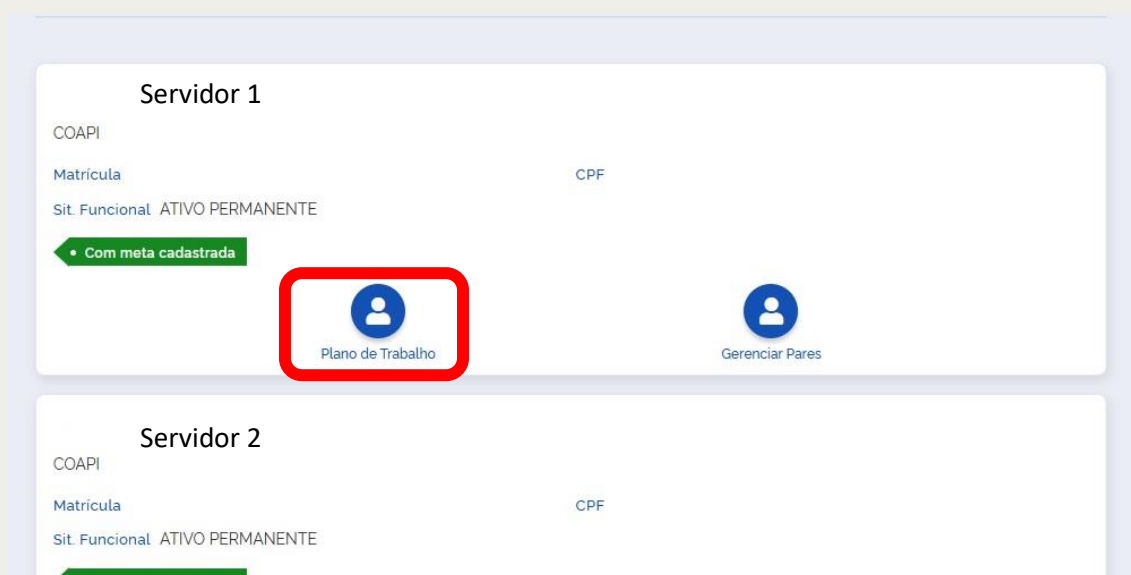 Servidor 1
COAPI
Matrícula CPF
Sit. Funcional ATIVO PERMANENTE
• Com meta cadastrada
Plano de Trabalho Gerenciar Pares
Servidor 2
COAPI
Matrícula CPF
Sit. Funcional ATIVO PERMANENTE